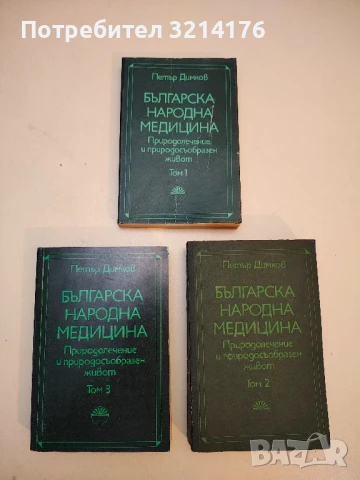 Потребител 3214176
Петър Димков
БЪЛГАРСКА
НАРОДНА
МЕДИЦИНА
Природолечение
и природосъобразен
живот
Том 1
Петър Димков
БЪЛГАРСКА
НАРОДНА
МЕДИЦИНА
Природолечение
и природосъобразен
живот
Том 3
Петър Димков
БЪЛГАРСКА
НАРОДНА
МЕДИЦИНА
Природолечение
и природосъобразен
живот
Том 2
BAZAR